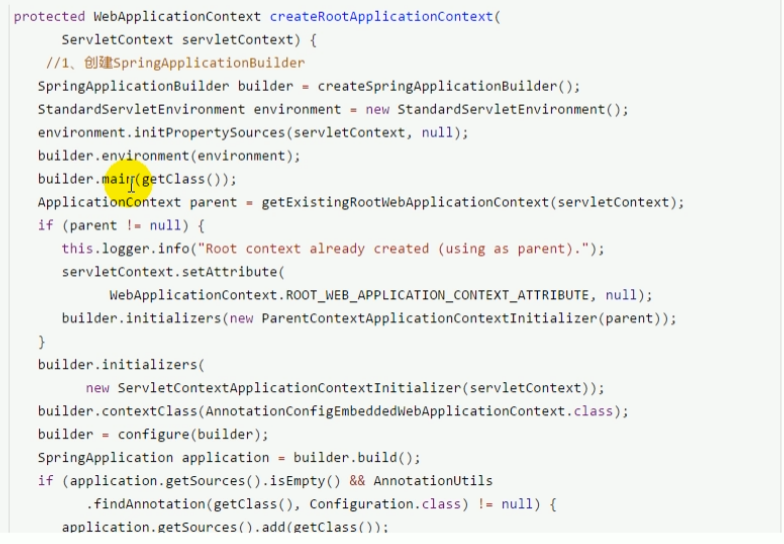 protected WebApplicationContext createRootApplicationContext(
ServletContext servletContext) {
//1、创建SpringApplicationBuilder
SpringApplicationBuilder builder = createSpringApplicationBuilder();
StandardServletEnvironment environment = new StandardServletEnvironment();
environment.initPropertySources(servletContext, null);
builder.environment(environment);
builder.main(getClass());
ApplicationContext parent = getExistingRootWebApplicationContext(servletContext);
if (parent != null) {
this.logger.info("Root context already created (using as parent).");
servletContext.setAttribute(
WebApplicationContext.ROOT_WEB_APPLICATION_CONTEXT_ATTRIBUTE, null);
builder.initializers(new ParentContextApplicationContextInitializer(parent));
}
builder.initializers(
new ServletContextApplicationContextInitializer(servletContext));
builder.contextClass(AnnotationConfigEmbeddedWebApplicationContext.class);
builder = configure(builder);
SpringApplication application = builder.build();
if (application.getSources().isEmpty() && AnnotationUtils
.findAnnotation(getClass(), Configuration.class) != null) {
application.getSources().add(getClass());